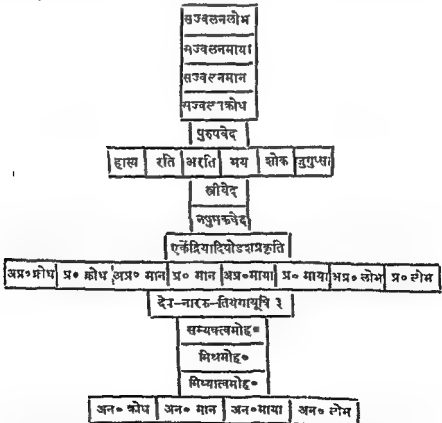 सज्वलनलोभ
सज्वलनमाया
सज्वलनमान
सज्वलनक्रोध
पुरुषवेद
हास्य रति अरति भय शोक जुगुप्सा
स्त्रीवेद
नपुसकवेद
एकेंद्रियादिषोडशप्रकृति
अप्र० क्रोध प्र० क्रोध अप्र० मान प्र० मान अप्र० माया प्र० माया अप्र० लोभ प्र० लोभ
देव-नारक-तिर्यगायूंषि ३
सम्यक्त्वमोह०
मिश्रमोह०
मिथ्यात्वमोह०
अन० क्रोध अन० मान अन० माया अन० लोभ